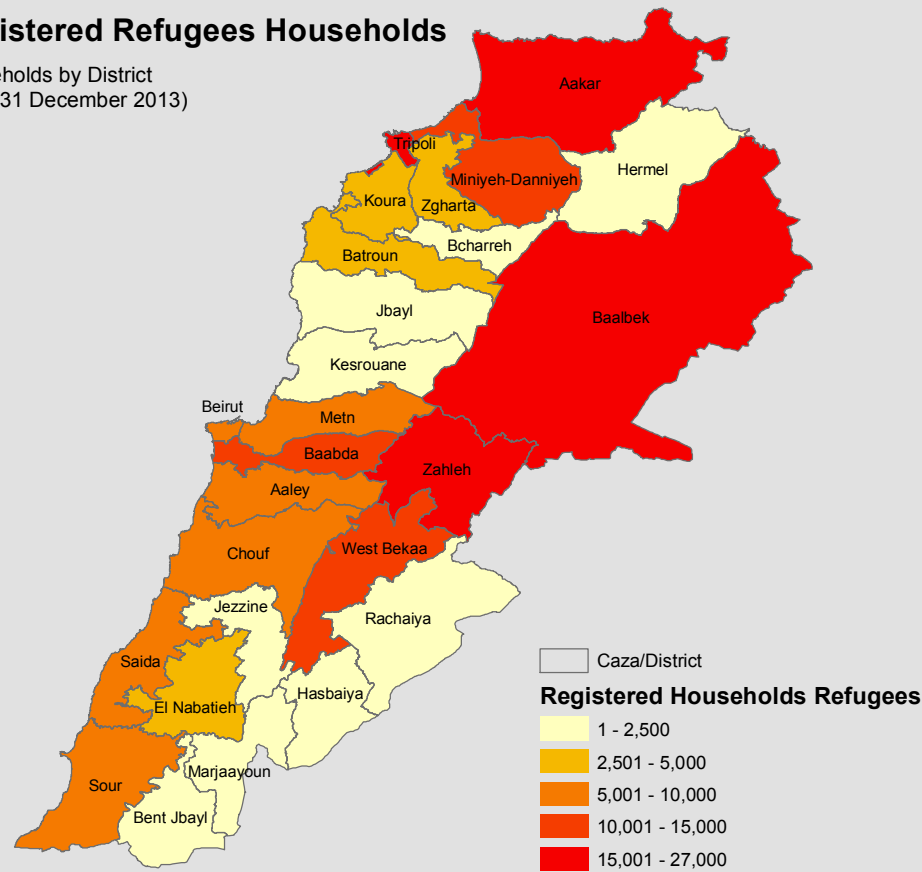 istered Refugees Households
eholds by District
31 December 2013)
Aakar
Tripoli
Hermel
Miniyeh-Danniyeh
Koura
Zgharta
Bcharreh
Batroun
Jbayl
Baalbek
Kesrouane
Beirut
Metn
Baabda
Zahleh
Aaley
West Bekaa
Chouf
Jezzine
Rachaiya
Saida
Hasbaiya
El Nabatieh
Marjaayoun
Sour
Bent Jbayl
Caza/District
Registered Households Refugees
1 - 2,500
2,501 - 5,000
5,001 - 10,000
10,001 - 15,000
15,001 - 27,000